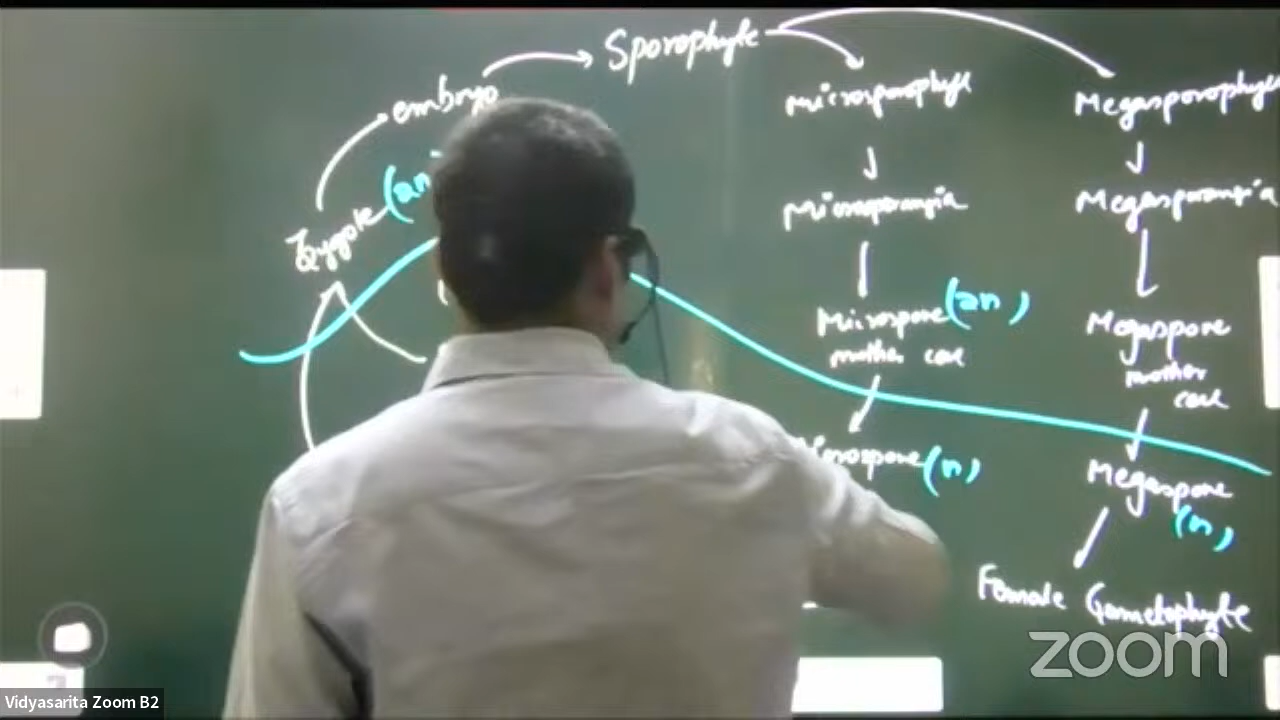 Sporophyte
embryo
Microsporophyll
Megasporophyll
Zygote (2n
Microsporangia
Megasporangia
Microspore (2n)
mother cell
Megaspore
mother
cell
Microspore (n)
Megaspore
(n)
Female Gametophyte
zoom
Vidyasarita Zoom B2